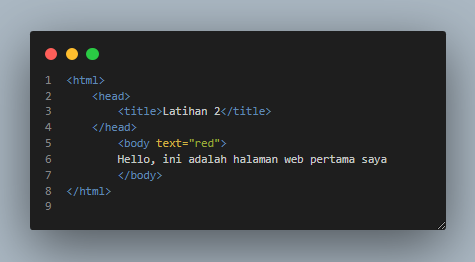 1 <html>
2     <head>
3         <title>Latihan 2</title>
4     </head>
5         <body text="red">
6         Hello, ini adalah halaman web pertama saya
7         </body>
8 </html>
9